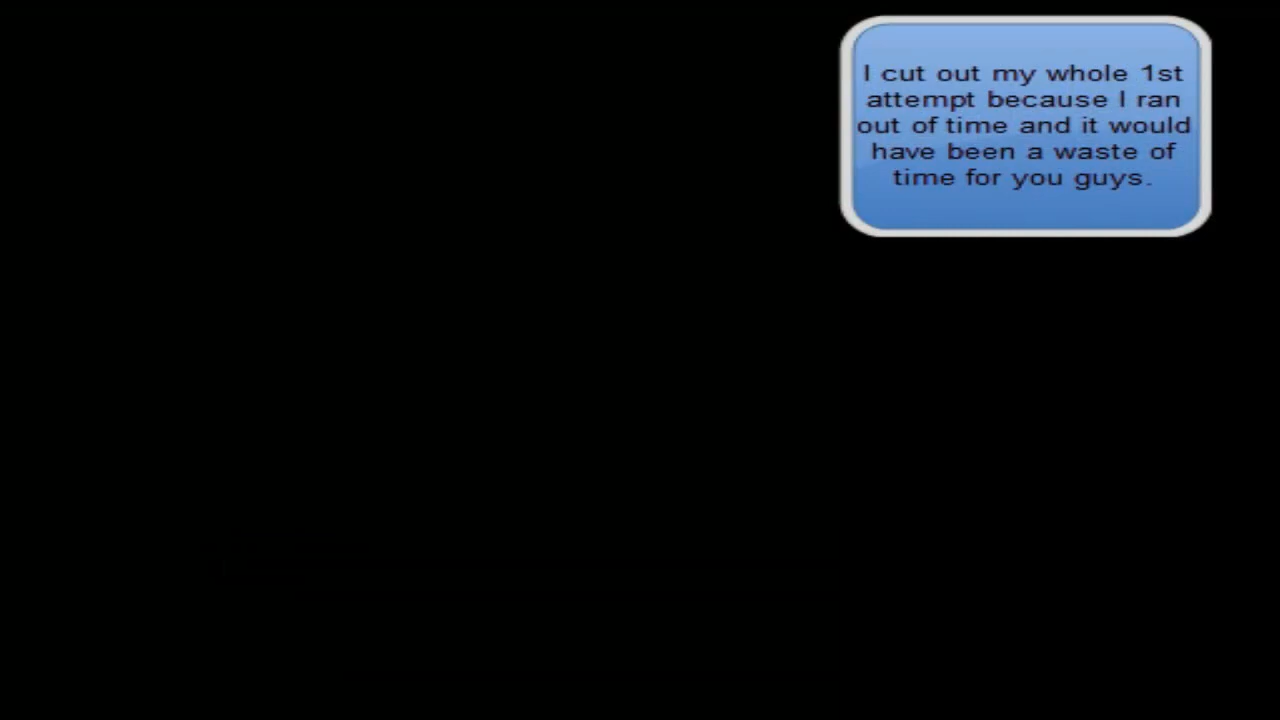 I cut out my whole 1st
attempt because I ran
out of time and it would
have been a waste of
time for you guys.